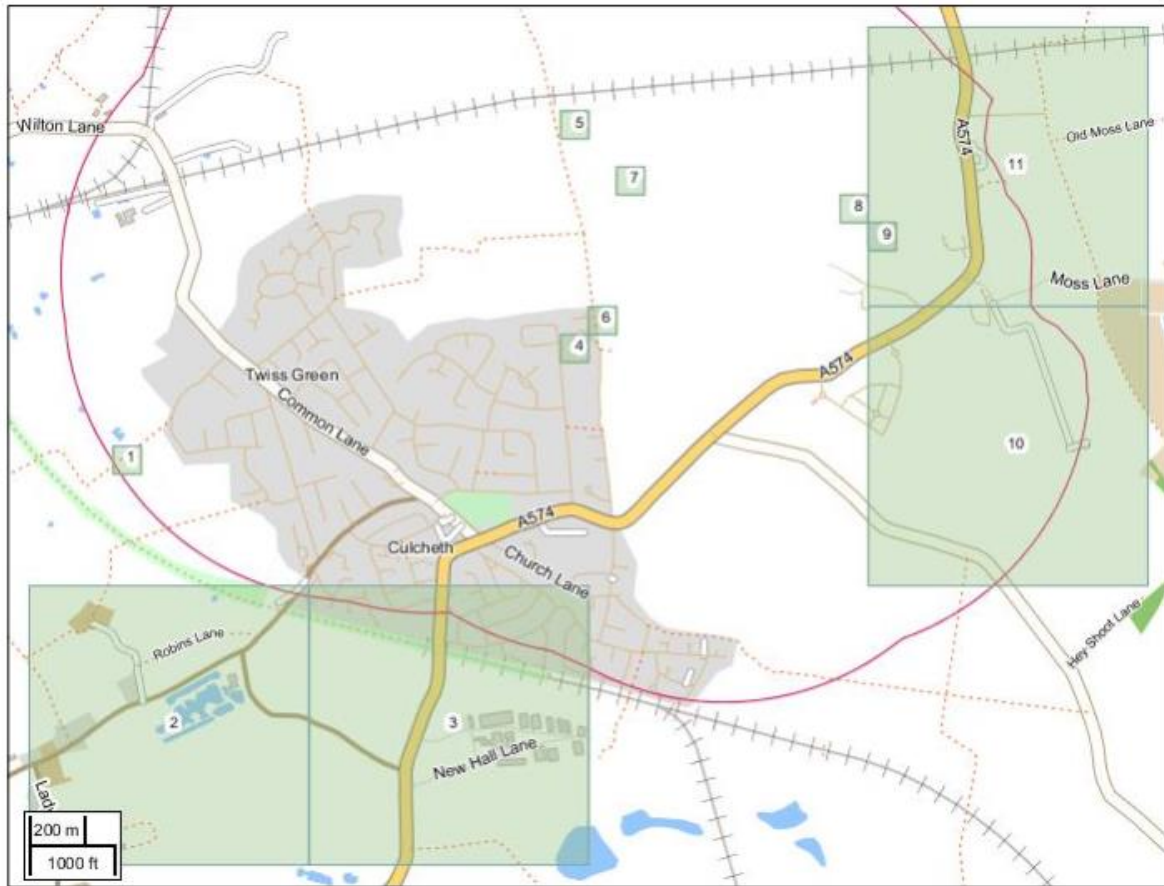 5
Wilton Lane
A574
Old Moss Lane
11
7
8
9
Moss Lane
6
4
A574
Twiss Green
Common Lane
1
10
A574
Culcheth
Church Lane
Robins Lane
Hey Shoot Lane
2
3
New Hall Lane
Lady
200 m
1000 ft